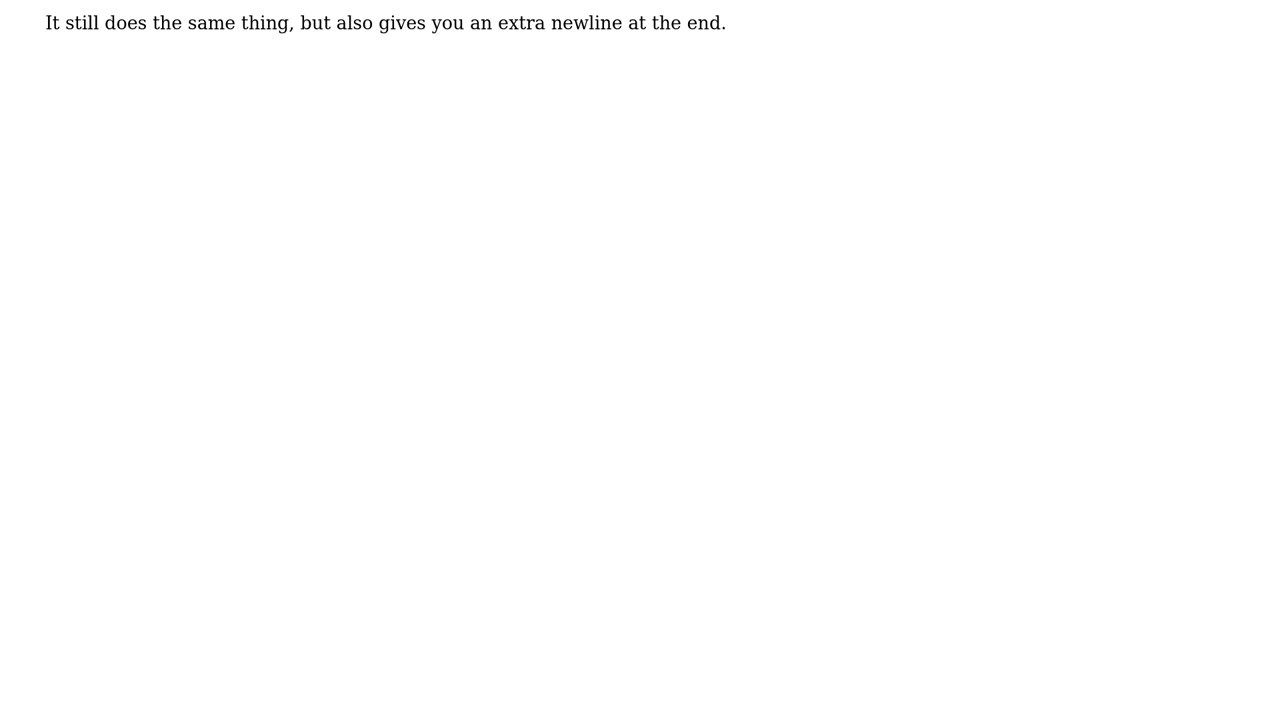 It still does the same thing, but also gives you an extra newline at the end.